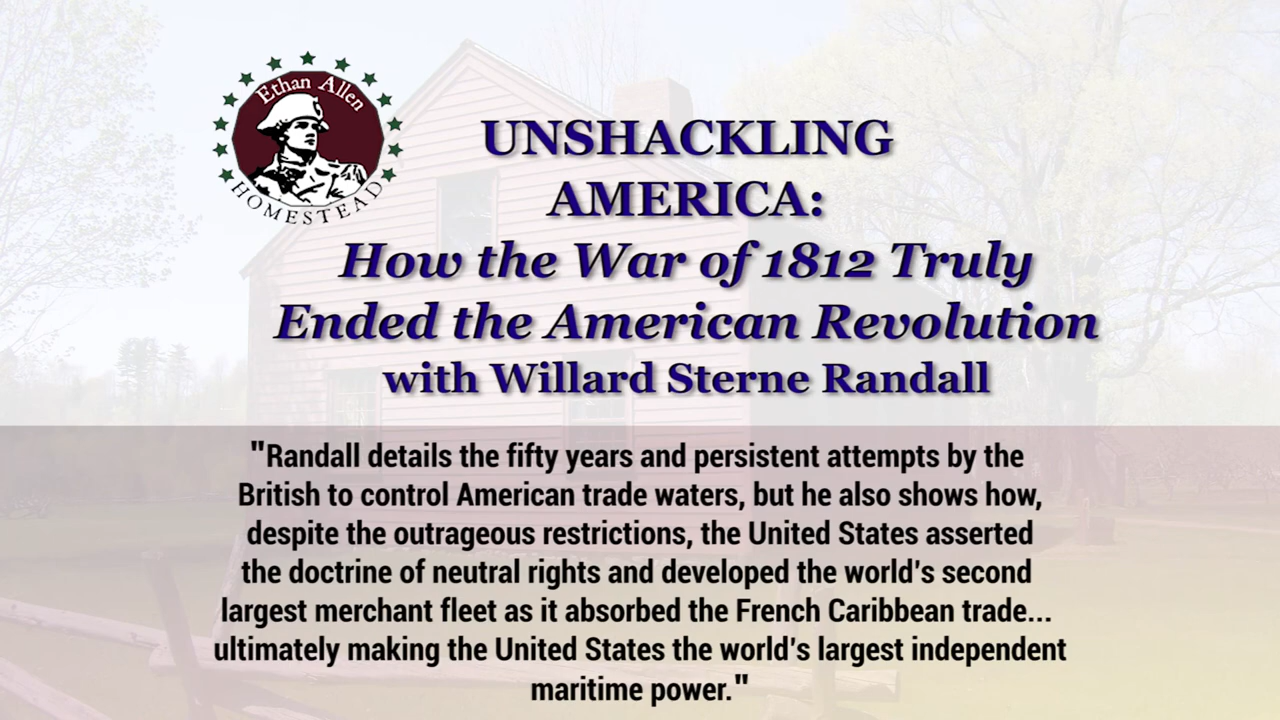 Ethan Allen
HOMESTEAD
UNSHACKLING
AMERICA:
How the War of 1812 Truly
Ended the American Revolution
with Willard Sterne Randall
"Randall details the fifty years and persistent attempts by the
British to control American trade waters, but he also shows how,
despite the outrageous restrictions, the United States asserted
the doctrine of neutral rights and developed the world's second
largest merchant fleet as it absorbed the French Caribbean trade...
ultimately making the United States the world's largest independent
maritime power."